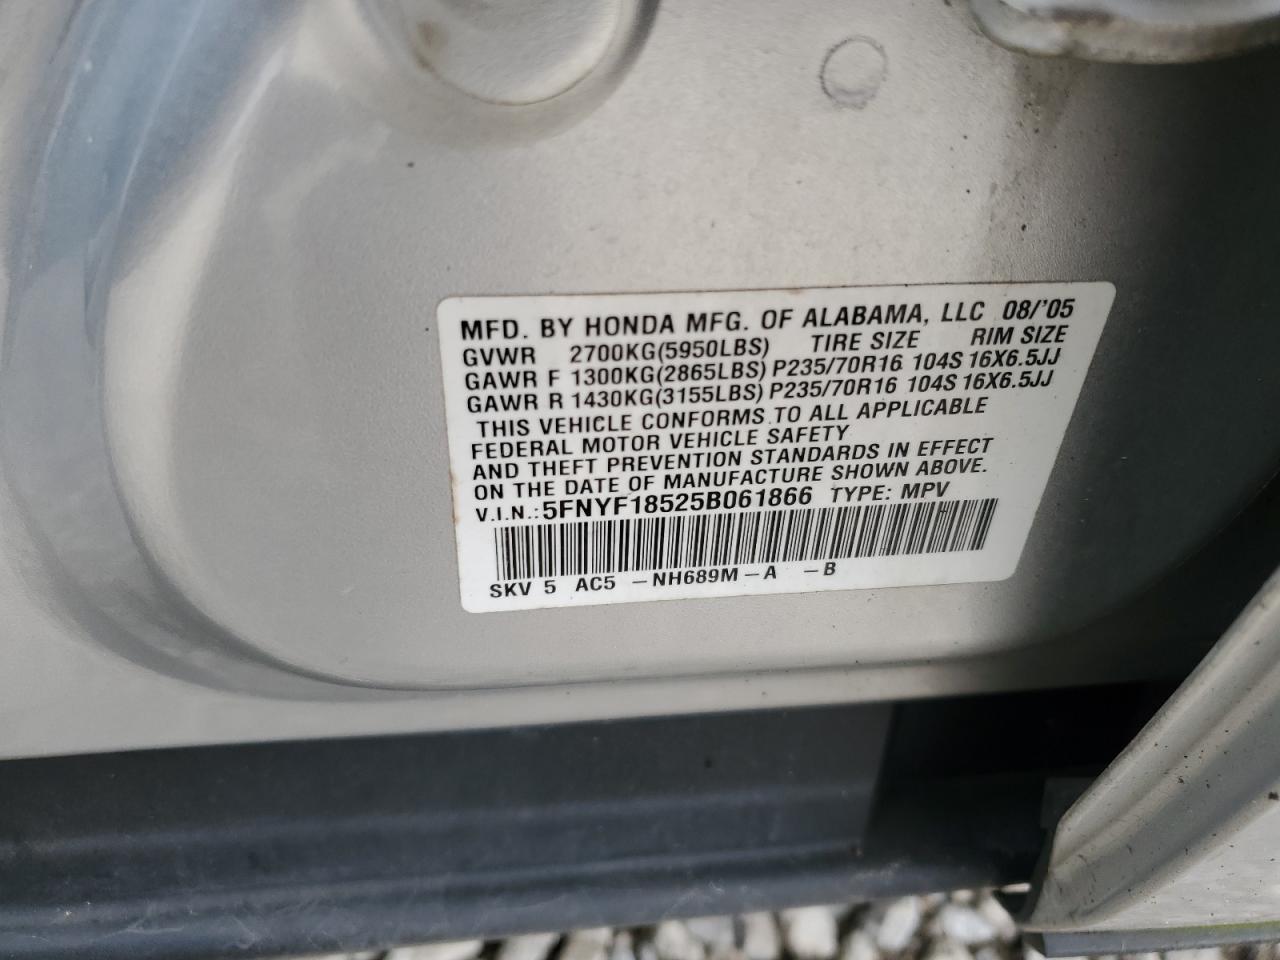 MFD. BY HONDA MFG. OF ALABAMA, LLC 08/'05
GVWR 2700KG(5950LBS) TIRE SIZE RIM SIZE
GAWR F 1300KG(2865LBS) P235/70R16 104S 16X6.5JJ
GAWR R 1430KG(3155LBS) P235/70R16 104S 16X6.5JJ
THIS VEHICLE CONFORMS TO ALL APPLICABLE
FEDERAL MOTOR VEHICLE SAFETY
AND THEFT PREVENTION STANDARDS IN EFFECT
ON THE DATE OF MANUFACTURE SHOWN ABOVE.
V.I.N.:5FNYF18525B061866 TYPE: MPV
SKV 5 AC5 -NH689M-A -B